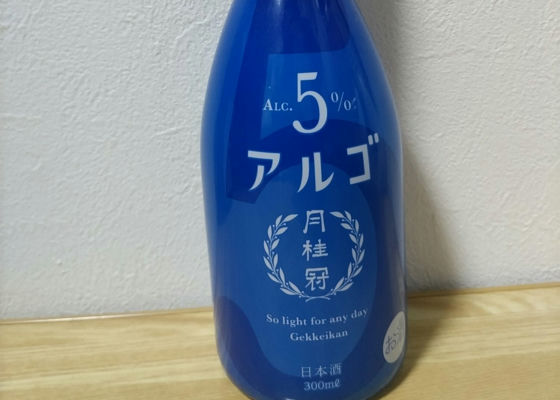 ALC. 5%
アルゴ
月
桂
冠
So light for any day
Gekkeikan
日本酒
300mℓ